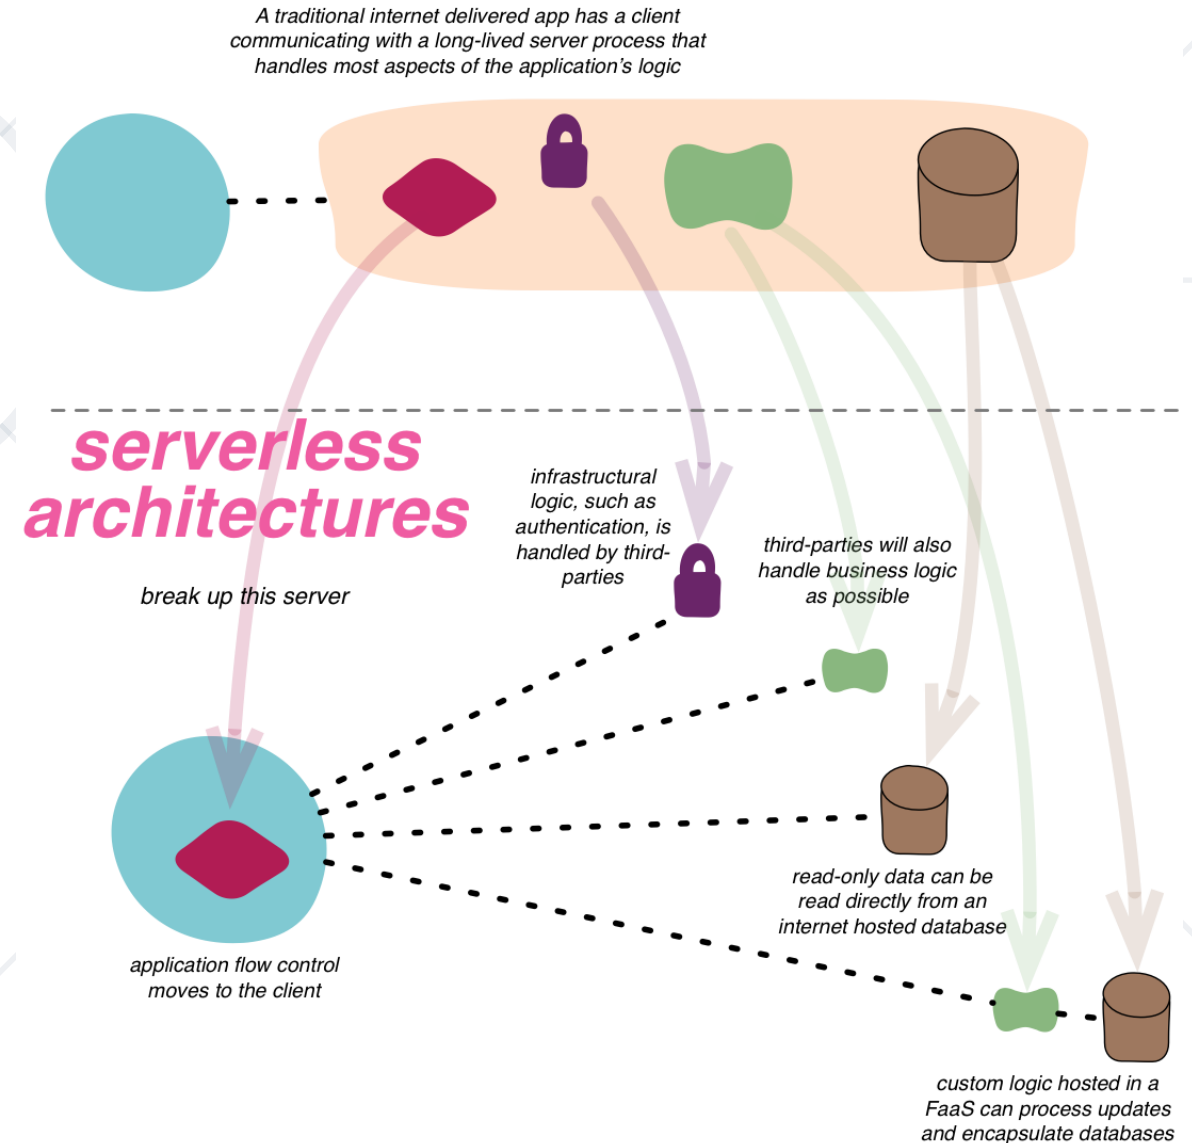 A traditional internet delivered app has a client
communicating with a long-lived server process that
handles most aspects of the application's logic
serverless
architectures
break up this server
infrastructural
logic, such as
authentication, is
handled by third-
parties
third-parties will also
handle business logic
as possible
read-only data can be
read directly from an
internet hosted database
application flow control
moves to the client
custom logic hosted in a
FaaS can process updates
and encapsulate databases